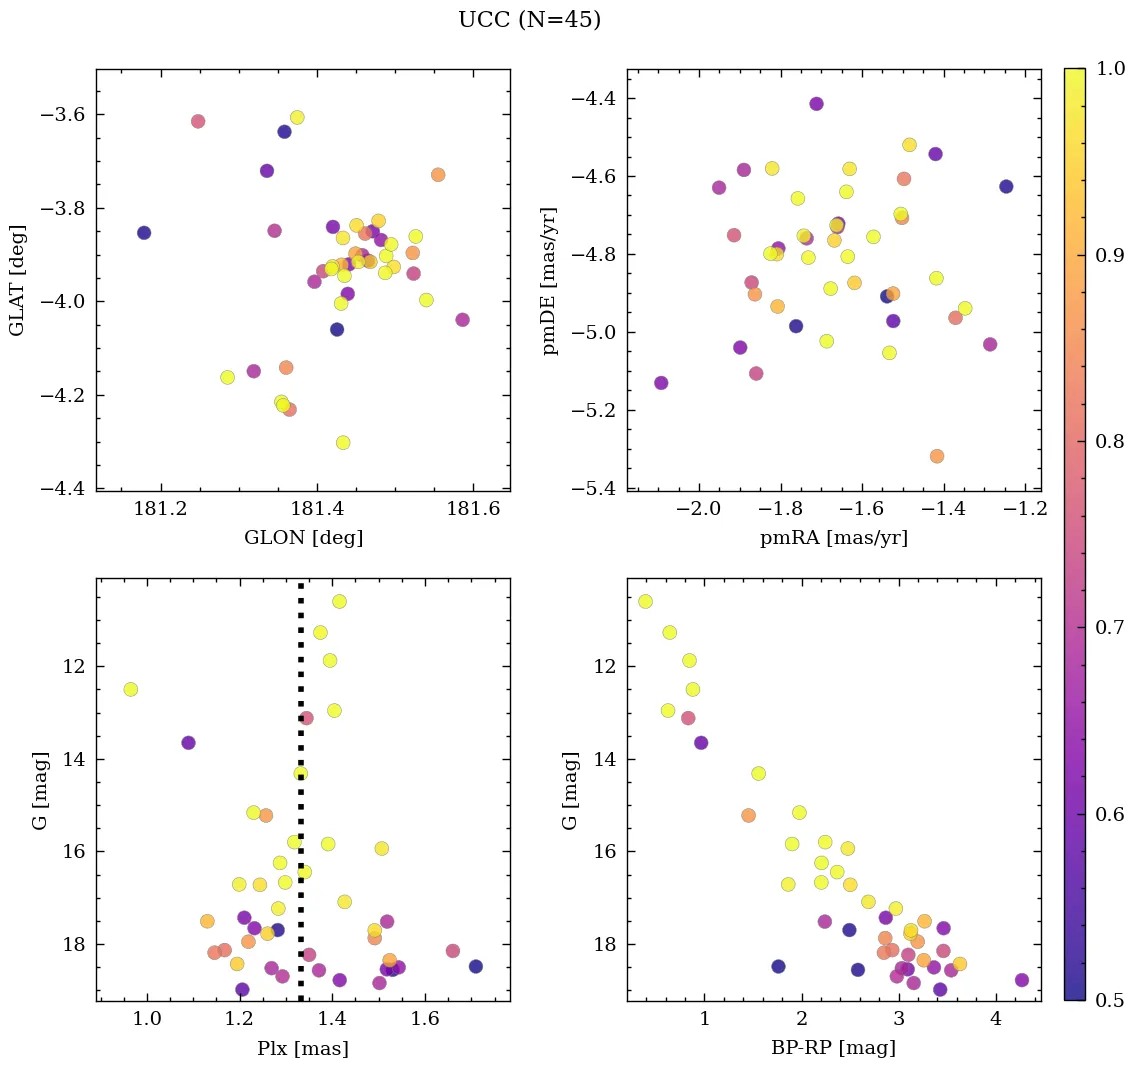 UCC (N=45)
−3.6
−3.8
−4.0
−4.2
−4.4
GLAT [deg]
181.2 181.4 181.6
GLON [deg]
−4.4
−4.6
−4.8
−5.0
−5.2
−5.4
pmDE [mas/yr]
−2.0 −1.8 −1.6 −1.4 −1.2
pmRA [mas/yr]
12
14
16
18
G [mag]
1.0 1.2 1.4 1.6
Plx [mas]
12
14
16
18
G [mag]
1 2 3 4
BP-RP [mag]
1.0
0.9
0.8
0.7
0.6
0.5